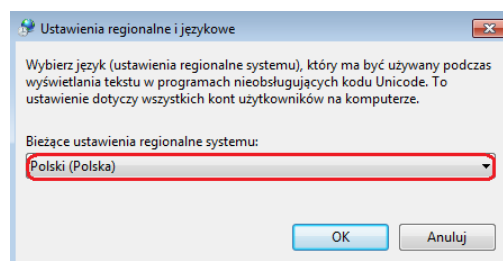 Ustawienia regionalne i językowe
Wybierz język (ustawienia regionalne systemu), który ma być używany podczas
wyświetlania tekstu w programach nieobsługujących kodu Unicode. To
ustawienie dotyczy wszystkich kont użytkowników na komputerze.
Bieżące ustawienia regionalne systemu:
Polski (Polska)
OK Anuluj